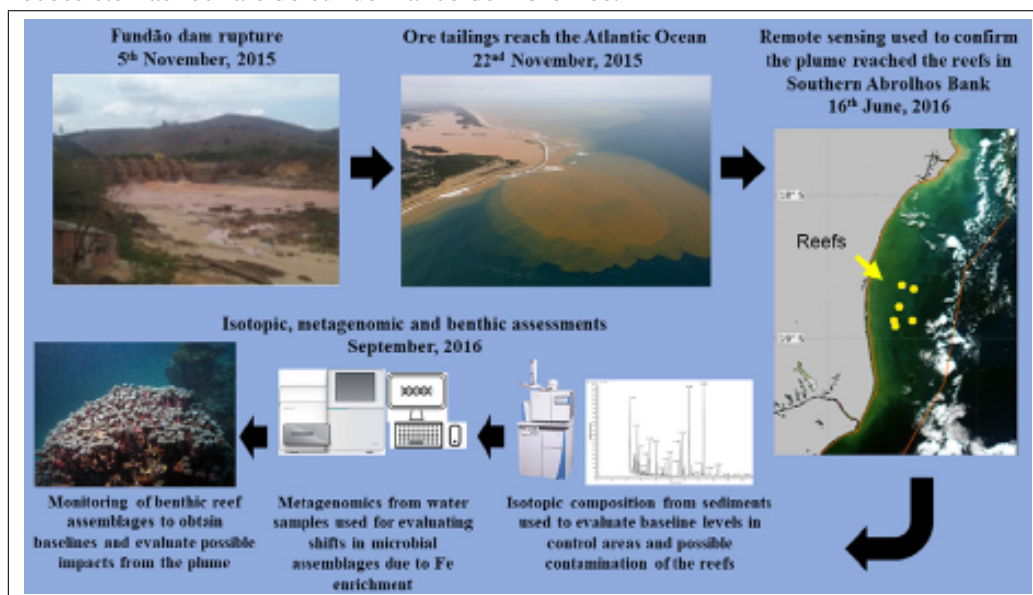 Fundão dam rupture
5th November, 2015
Ore tailings reach the Atlantic Ocean
22nd November, 2015
Remote sensing used to confirm
the plume reached the reefs in
Southern Abrolhos Bank
16th June, 2016
Reefs
Isotopic, metagenomic and benthic assessments
September, 2016
Monitoring of benthic reef
assemblages to obtain
baselines and evaluate possible
impacts from the plume
Metagenomics from water
samples used for evaluating
shifts in microbial
assemblages due to Fe
enrichment
Isotopic composition from sediments
used to evaluate baseline levels in
control areas and possible
contamination of the reefs